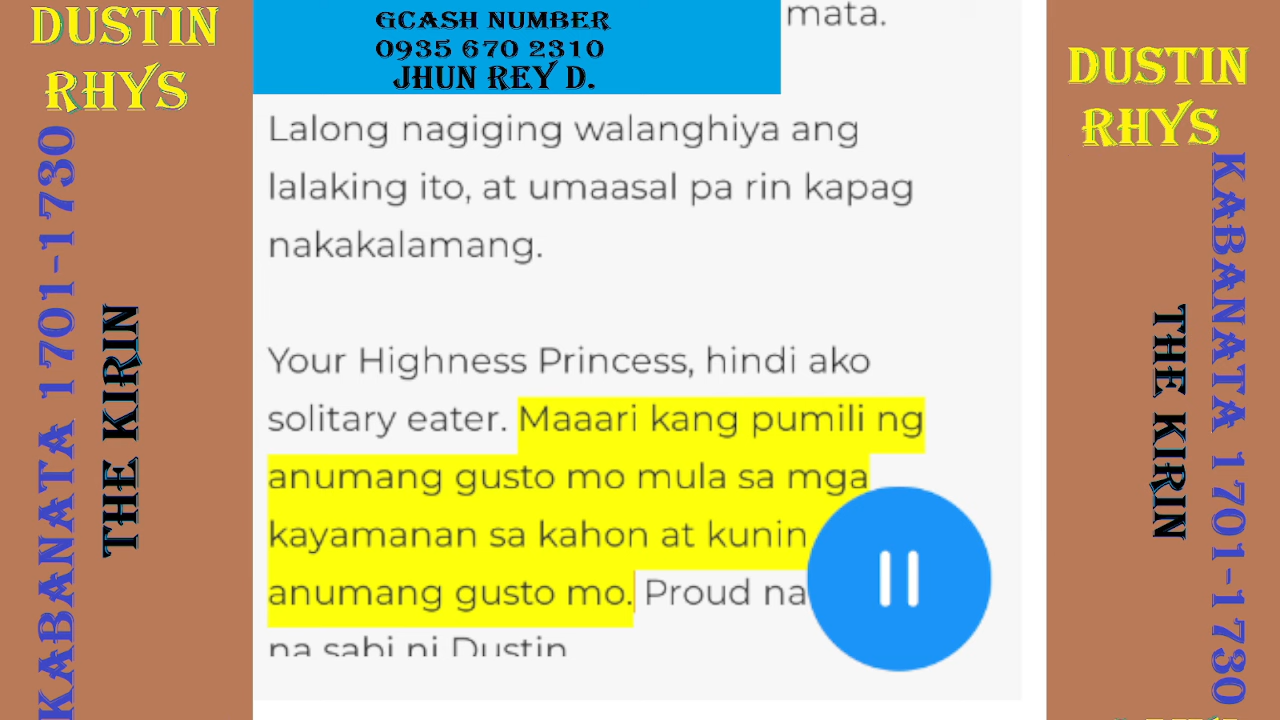 DUSTIN
RHYS
KABANATA 1701-1730
THE KIRIN
GCASH NUMBER
0935 670 2310
JHUN REY D.
mata.
Lalong nagiging walanghiya ang
lalaking ito, at umaasal pa rin kapag
nakakalamang.
Your Highness Princess, hindi ako
solitary eater. Maaari kang pumili ng
anumang gusto mo mula sa mga
kayamanan sa kahon at kunin
anumang gusto mo. Proud na
na sabi ni Dustin
DUSTIN
RHYS
KABANATA 1701-1730
THE KIRIN